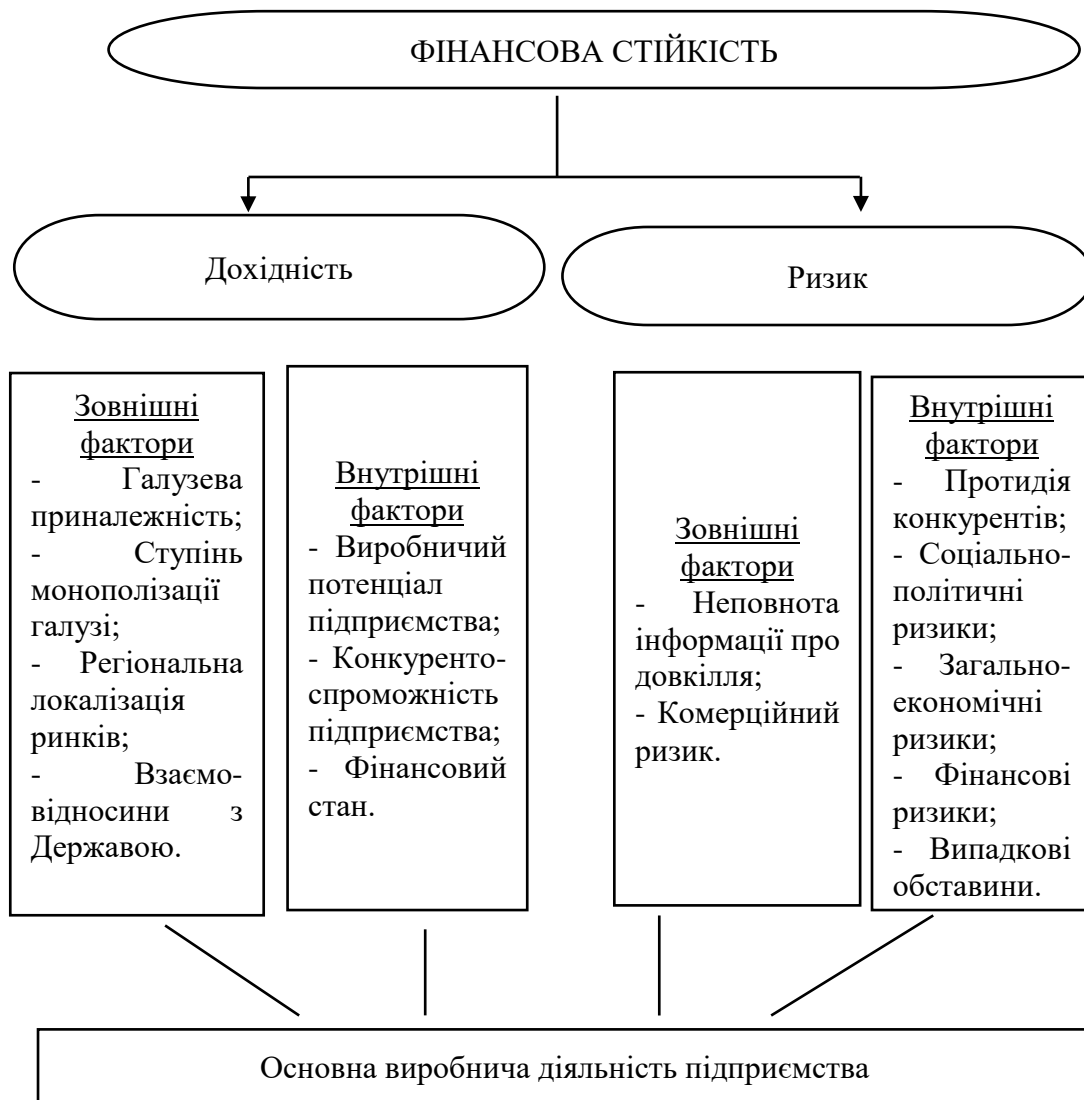 ФІНАНСОВА СТІЙКІСТЬ
Дохідність
Ризик
Зовнішні
фактори
- Галузева
приналежність;
- Ступінь
монополізації
галузі;
- Регіональна
локалізація
ринків;
- Взаємо-
відносини з
Державою.
Внутрішні
фактори
- Виробничий
потенціал
підприємства;
- Конкуренто-
спроможність
підприємства;
- Фінансовий
стан.
Зовнішні
фактори
- Неповнота
інформації про
довкілля;
- Комерційний
ризик.
Внутрішні
фактори
- Протидія
конкурентів;
- Соціально-
політичні
ризики;
- Загально-
економічні
ризики;
- Фінансові
ризики;
- Випадкові
обставини.
Основна виробнича діяльність підприємства